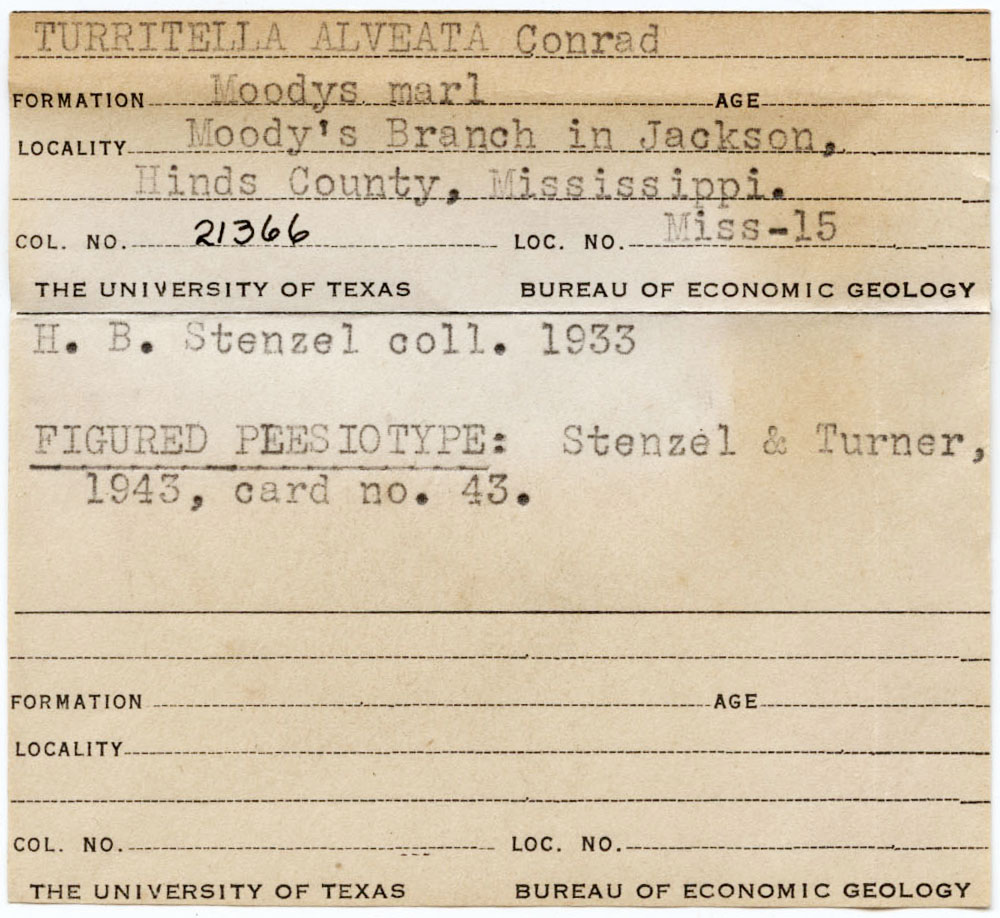 TURRITELLA ALVEATA Conrad
FORMATION Moodys marl AGE
LOCALITY Moody's Branch in Jackson,
Hinds County, Mississippi.
COL. NO. 21366 LOC. NO. Miss-15
THE UNIVERSITY OF TEXAS BUREAU OF ECONOMIC GEOLOGY
H. B. Stenzel coll. 1933
FIGURED PEESIOTYPE: Stenzel & Turner,
1943, card no. 43.
FORMATION AGE
LOCALITY
COL. NO. LOC. NO.
THE UNIVERSITY OF TEXAS BUREAU OF ECONOMIC GEOLOGY